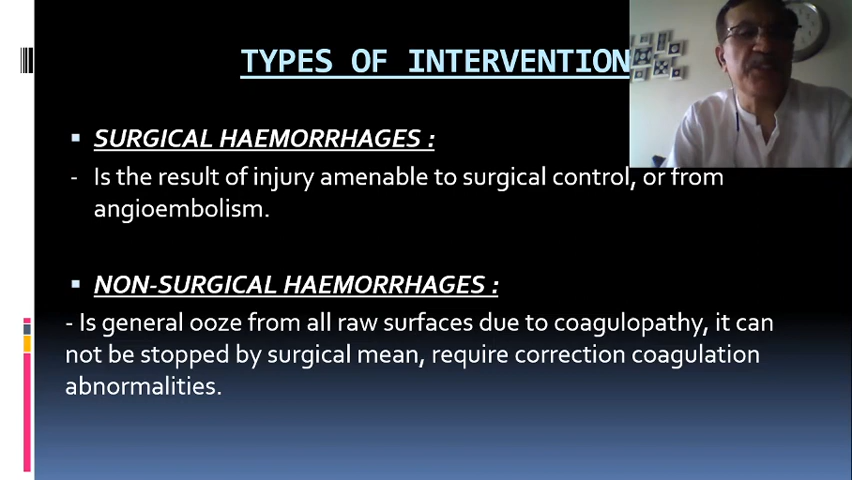 TYPES OF INTERVENTION
SURGICAL HAEMORRHAGES :
- Is the result of injury amenable to surgical control, or from
angioembolism.
NON-SURGICAL HAEMORRHAGES :
- Is general ooze from all raw surfaces due to coagulopathy, it can
not be stopped by surgical mean, require correction coagulation
abnormalities.